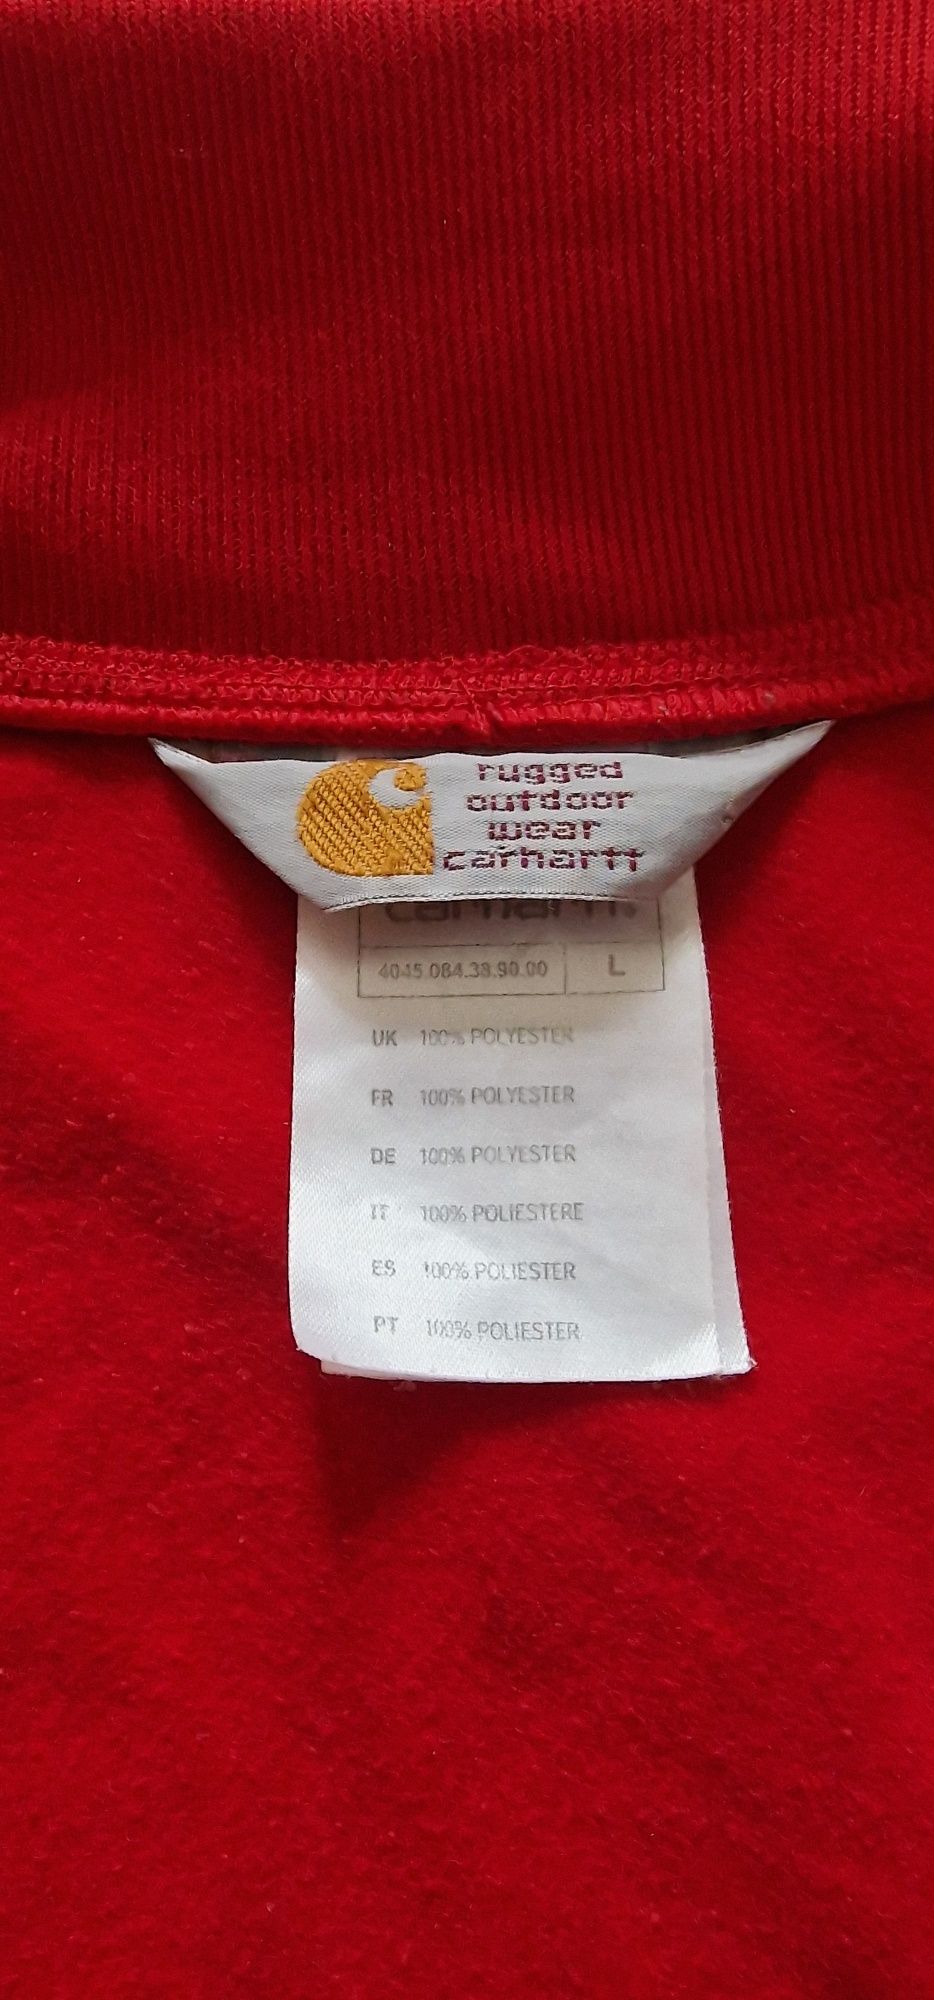 rugged
outdoor
wear
carhartt
carhartt
4045.084.38.90.00 L
UK 100% POLYESTER
FR 100% POLYESTER
DE 100% POLYESTER
IT 100% POLIESTERE
ES 100% POLIESTER
PT 100% POLIESTER